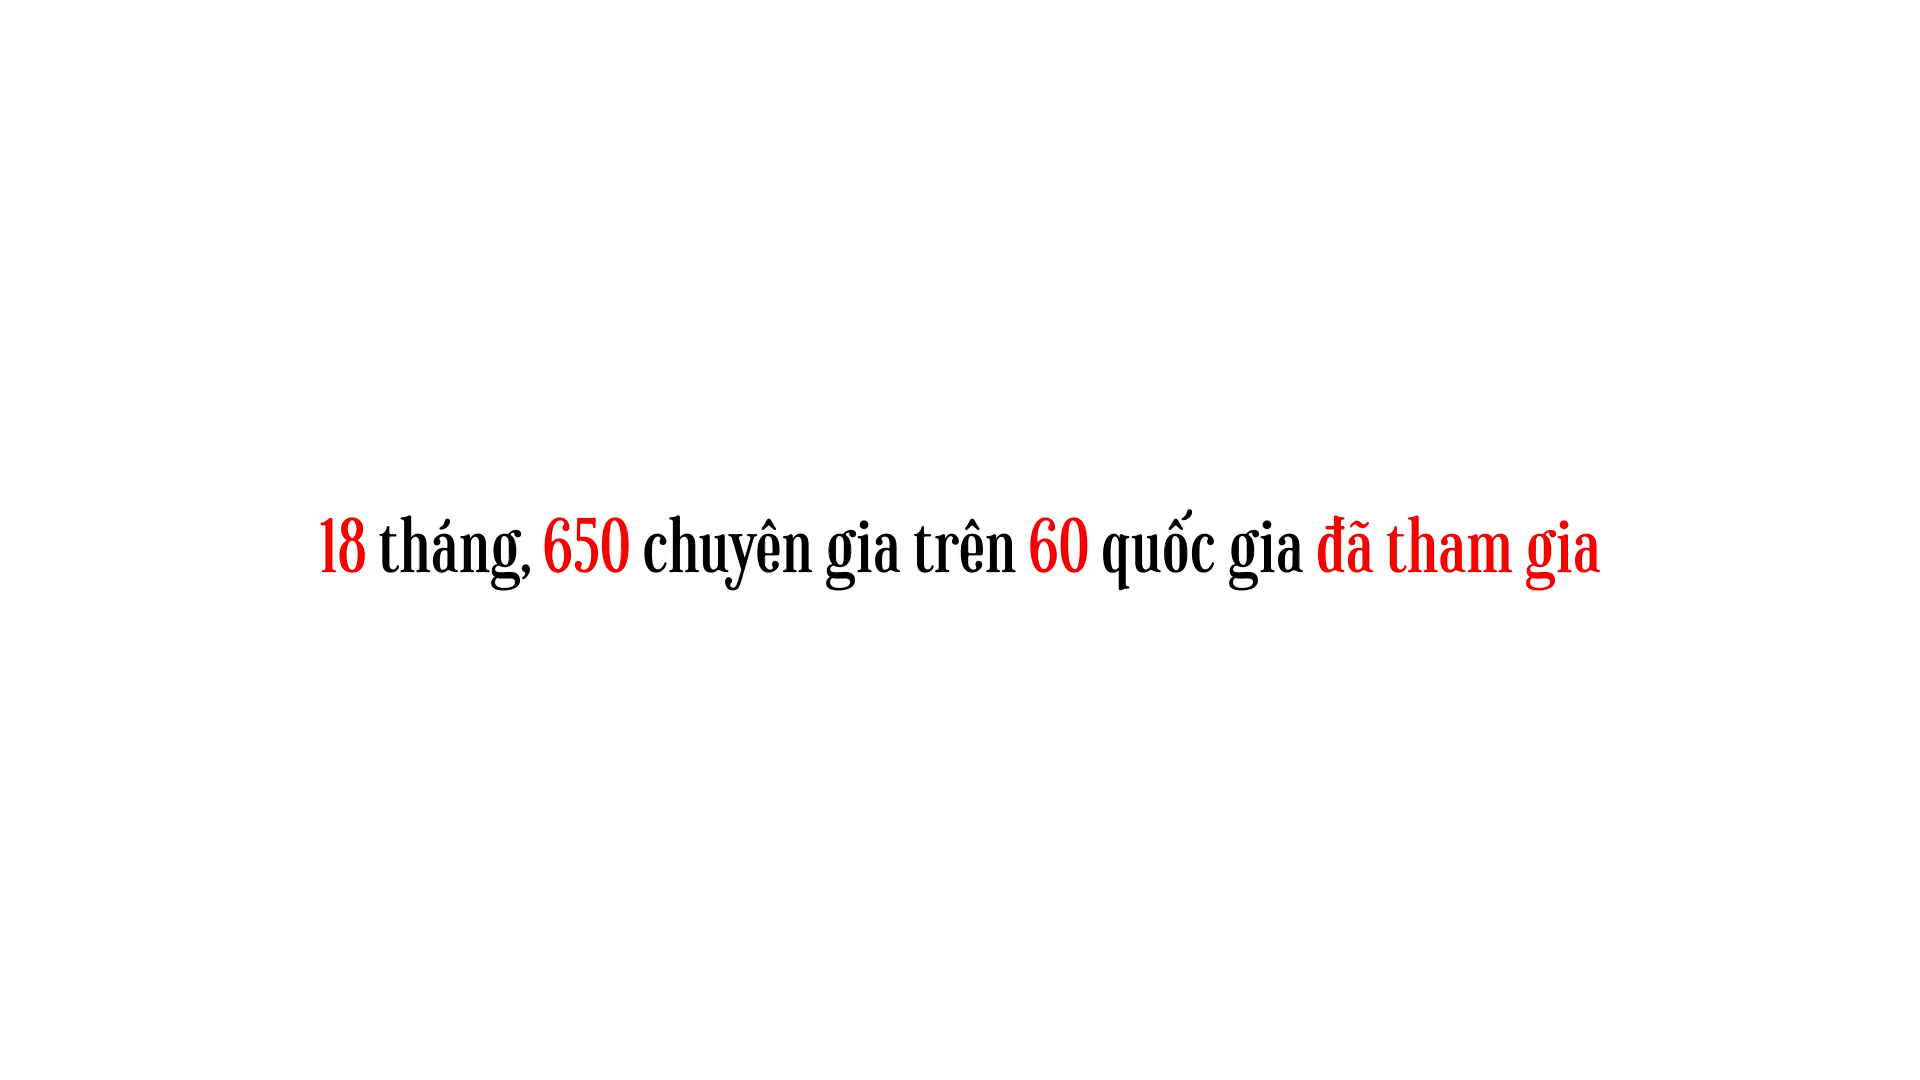 18 tháng, 650 chuyên gia trên 60 quốc gia đã tham gia